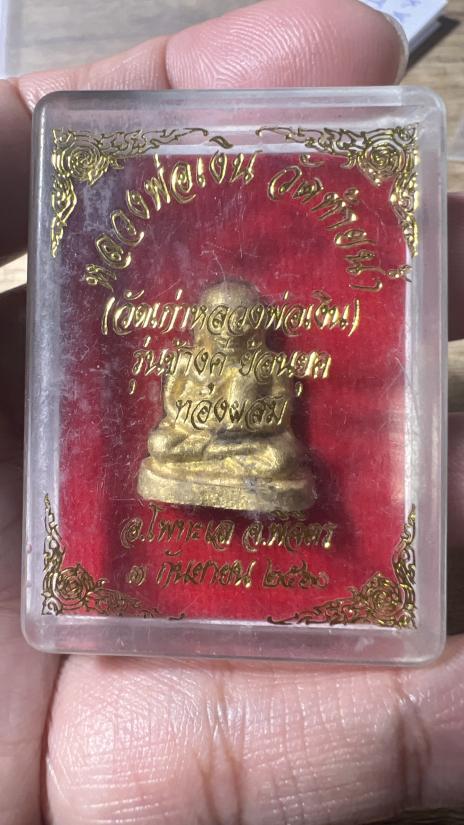 หลวงพ่อเงิน วัดท้ายน้ำ
(วัดเก่าหลวงพ่อเงิน)
รุ่นช้างคู่ ย้อนยุค
ทองผสม
อ.โพทะเล จ.พิจิตร
๗ กันยายน ๒๕๖๐